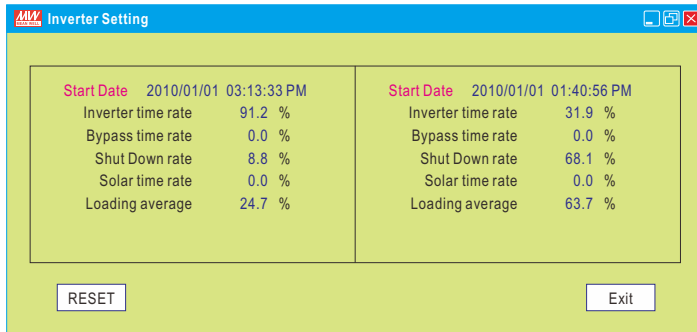 MW
MEAN WELL
Inverter Setting
Start Date 2010/01/01 03:13:33 PM
Inverter time rate 91.2 %
Bypass time rate 0.0 %
Shut Down rate 8.8 %
Solar time rate 0.0 %
Loading average 24.7 %
Start Date 2010/01/01 01:40:56 PM
Inverter time rate 31.9 %
Bypass time rate 0.0 %
Shut Down rate 68.1 %
Solar time rate 0.0 %
Loading average 63.7 %
RESET
Exit